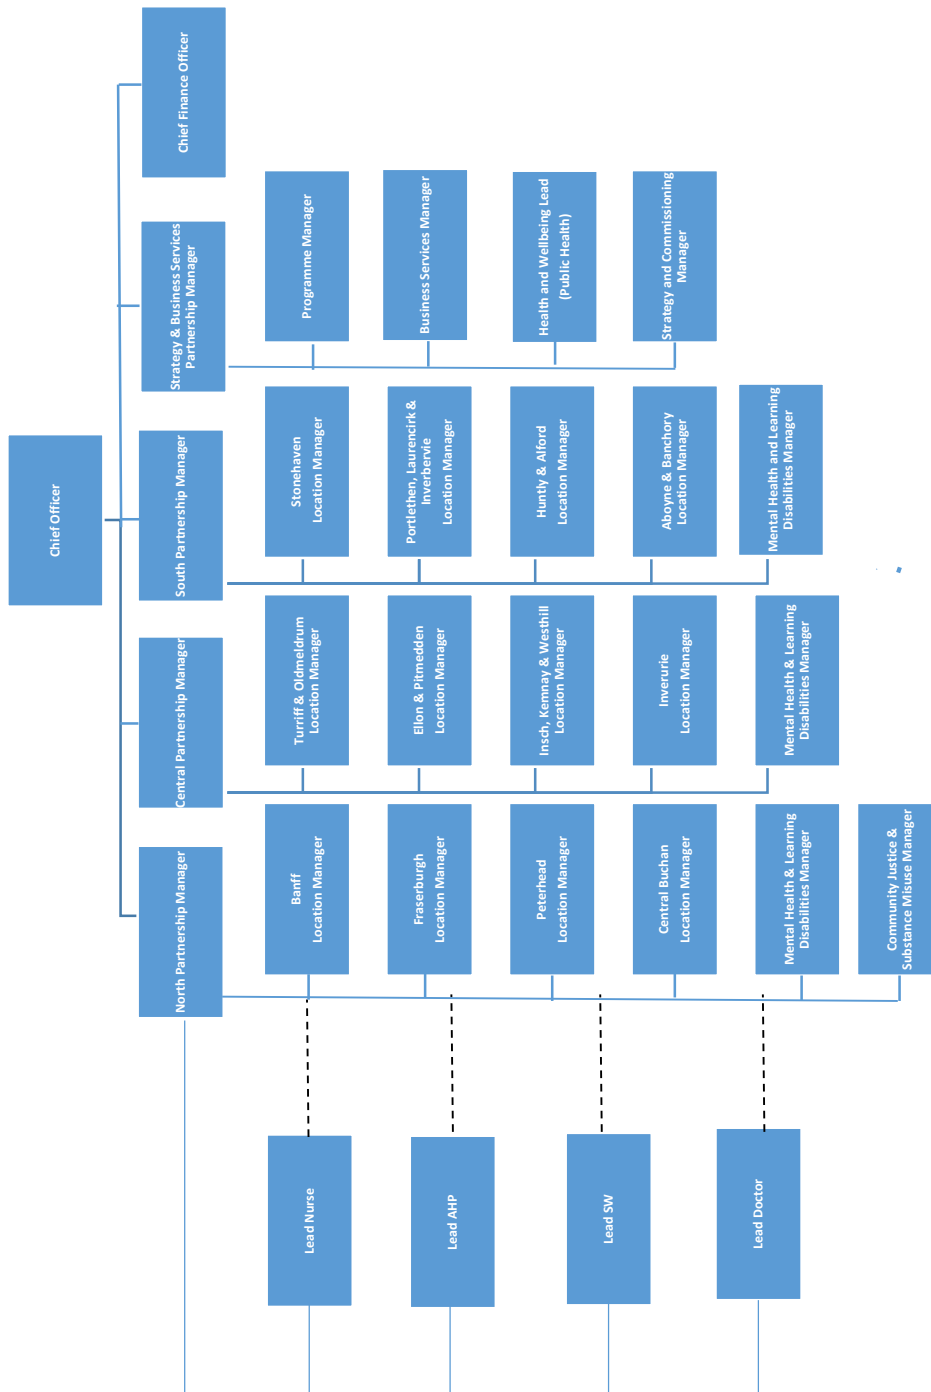 Chief Officer
North Partnership Manager
Central Partnership Manager
South Partnership Manager
Strategy & Business Services
Partnership Manager
Chief Finance Officer
Banff
Location Manager
Turriff & Oldmeldrum
Location Manager
Stonehaven
Location Manager
Programme Manager
Fraserburgh
Location Manager
Ellon & Pitmedden
Location Manager
Portlethen, Laurencirk &
Inverbervie
Location Manager
Business Services Manager
Peterhead
Location Manager
Insch, Kemnay & Westhill
Location Manager
Huntly & Alford
Location Manager
Health and Wellbeing Lead
(Public Health)
Central Buchan
Location Manager
Inverurie
Location Manager
Aboyne & Banchory
Location Manager
Strategy and Commissioning
Manager
Mental Health & Learning
Disabilities Manager
Mental Health & Learning
Disabilities Manager
Mental Health and Learning
Disabilities Manager
Community Justice &
Substance Misuse Manager
Lead Nurse
Lead AHP
Lead SW
Lead Doctor